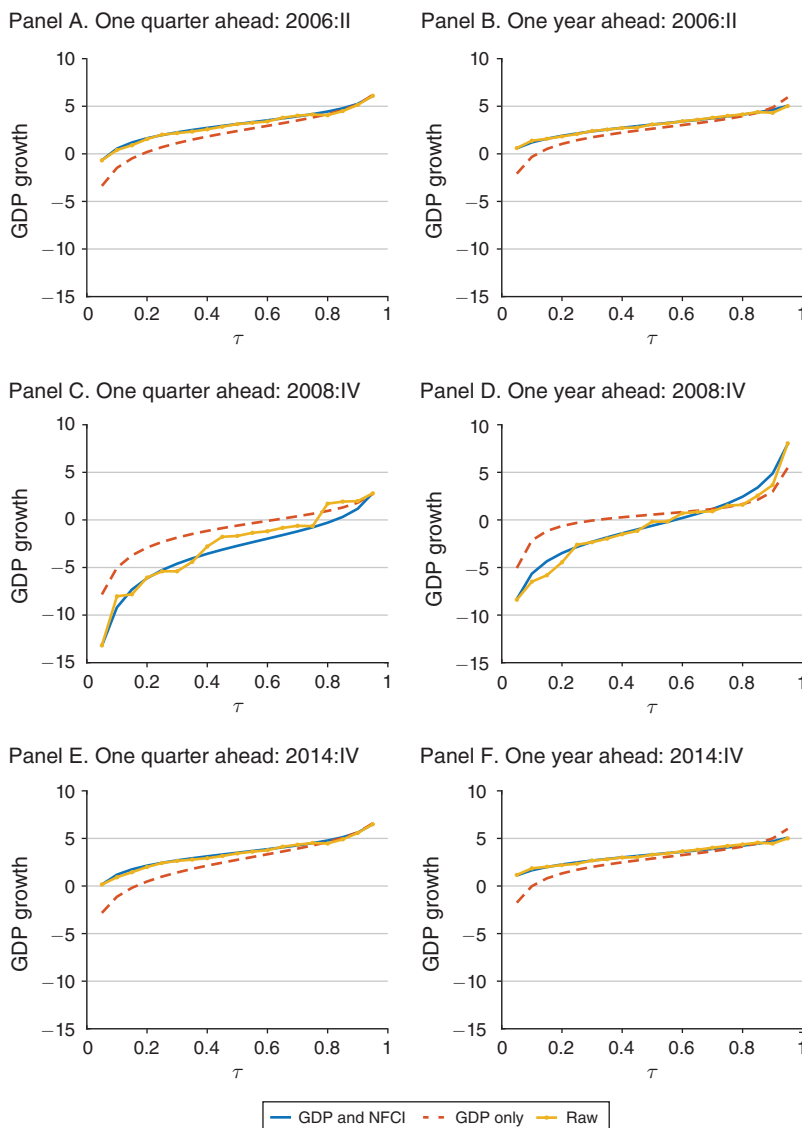 Panel A. One quarter ahead: 2006:II
10
5
0
−5
−10
−15
GDP growth
0 0.2 0.4 0.6 0.8 1
τ
Panel B. One year ahead: 2006:II
10
5
0
−5
−10
−15
GDP growth
0 0.2 0.4 0.6 0.8 1
τ
Panel C. One quarter ahead: 2008:IV
10
5
0
−5
−10
−15
GDP growth
0 0.2 0.4 0.6 0.8 1
τ
Panel D. One year ahead: 2008:IV
10
5
0
−5
−10
−15
GDP growth
0 0.2 0.4 0.6 0.8 1
τ
Panel E. One quarter ahead: 2014:IV
10
5
0
−5
−10
−15
GDP growth
0 0.2 0.4 0.6 0.8 1
τ
Panel F. One year ahead: 2014:IV
10
5
0
−5
−10
−15
GDP growth
0 0.2 0.4 0.6 0.8 1
τ
GDP and NFCI GDP only Raw